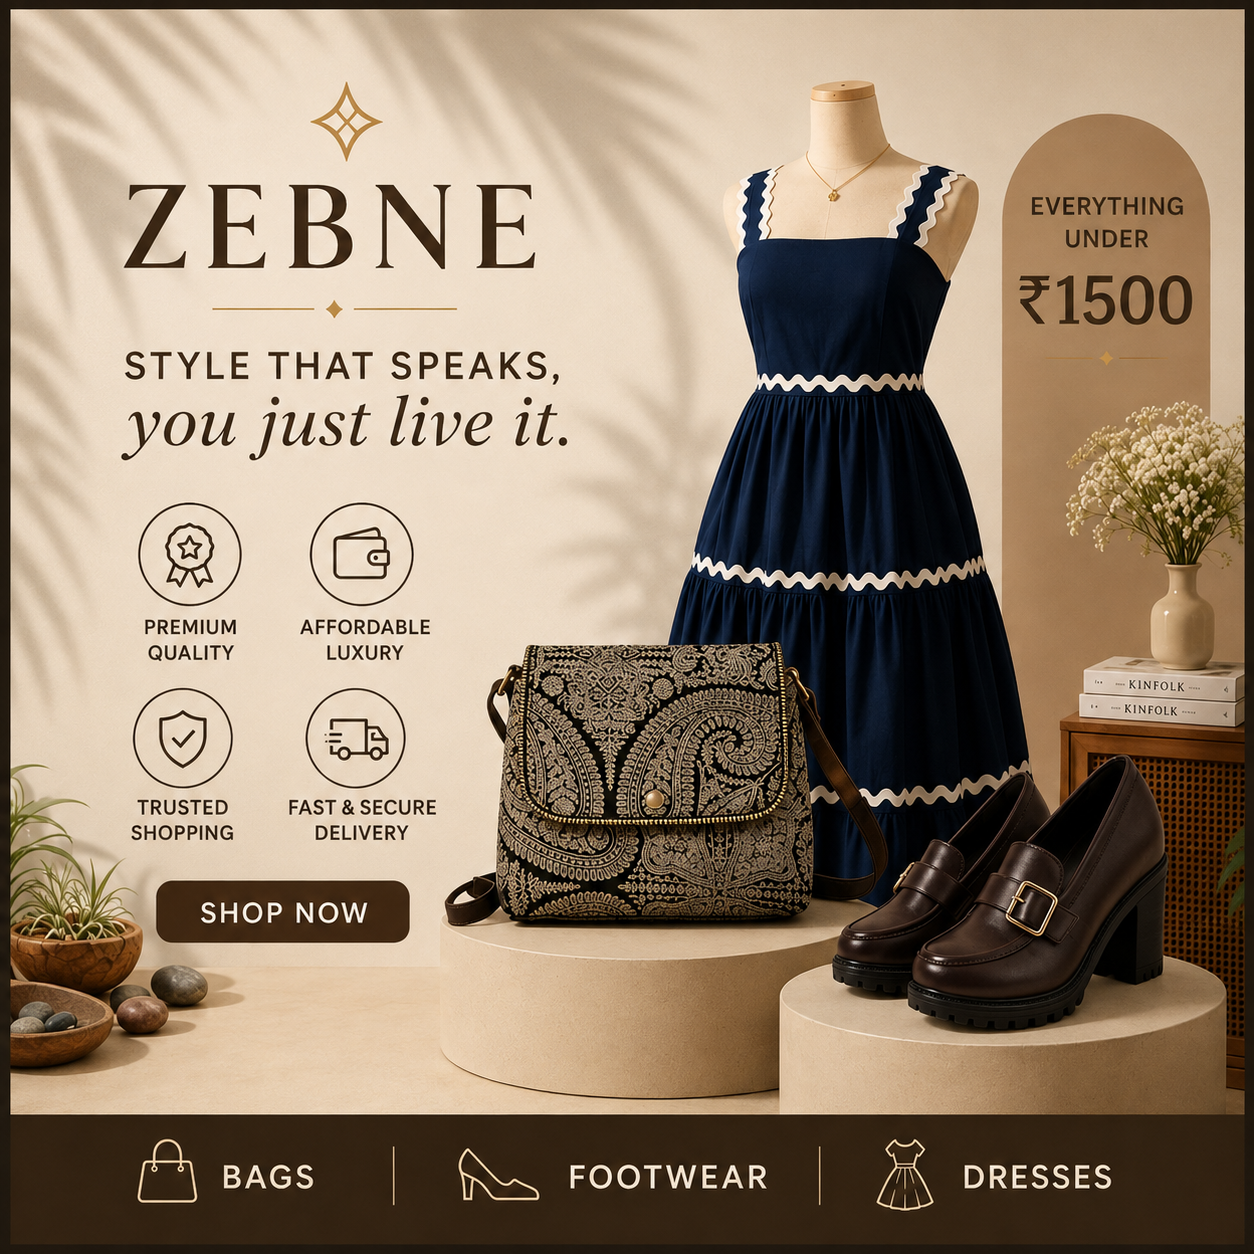 ZEBNE
STYLE THAT SPEAKS,
you just live it.
PREMIUM
QUALITY
AFFORDABLE
LUXURY
TRUSTED
SHOPPING
FAST & SECURE
DELIVERY
SHOP NOW
EVERYTHING
UNDER
₹1500
KINFOLK
KINFOLK
BAGS
FOOTWEAR
DRESSES